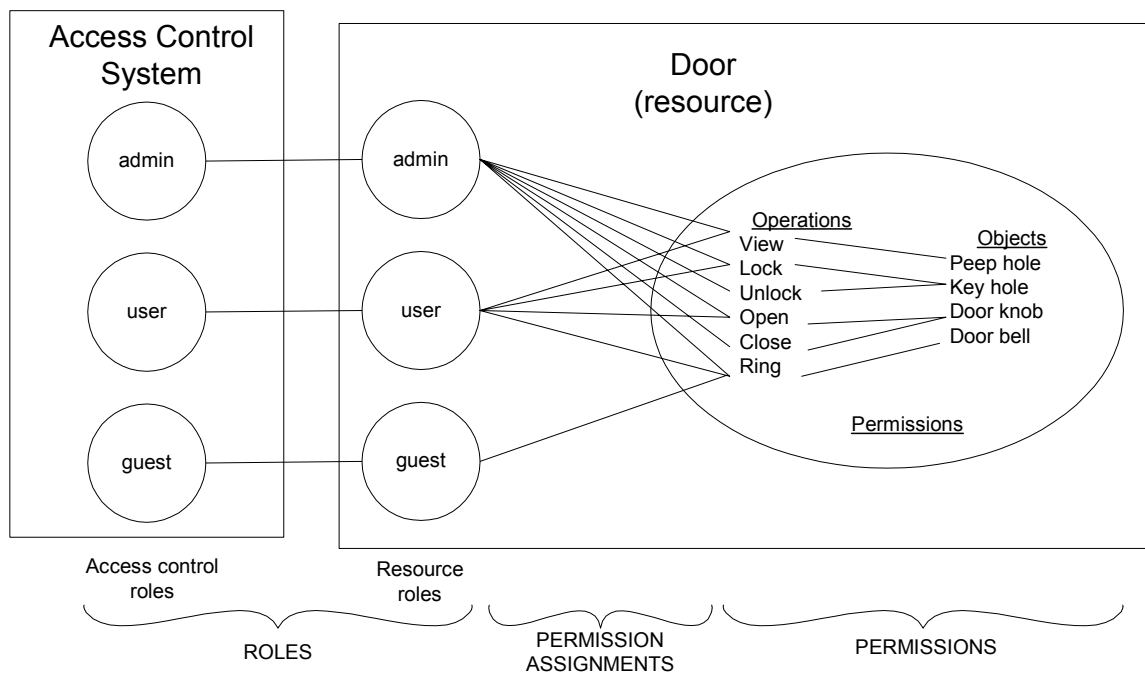 Access Control
System
Door
(resource)
admin
admin
user
user
guest
guest
Operations
View
Lock
Unlock
Open
Close
Ring
Objects
Peep hole
Key hole
Door knob
Door bell
Permissions
Access control
roles
Resource
roles
ROLES
PERMISSION
ASSIGNMENTS
PERMISSIONS